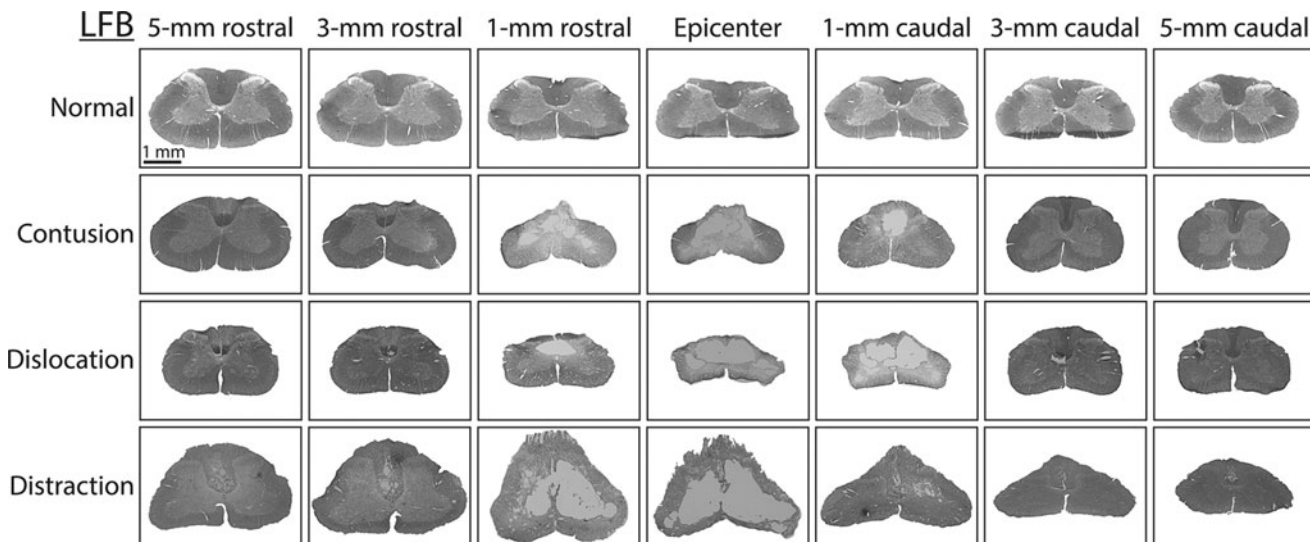 LFB 5-mm rostral 3-mm rostral 1-mm rostral Epicenter 1-mm caudal 3-mm caudal 5-mm caudal
Normal
1 mm
Contusion
Dislocation
Distraction